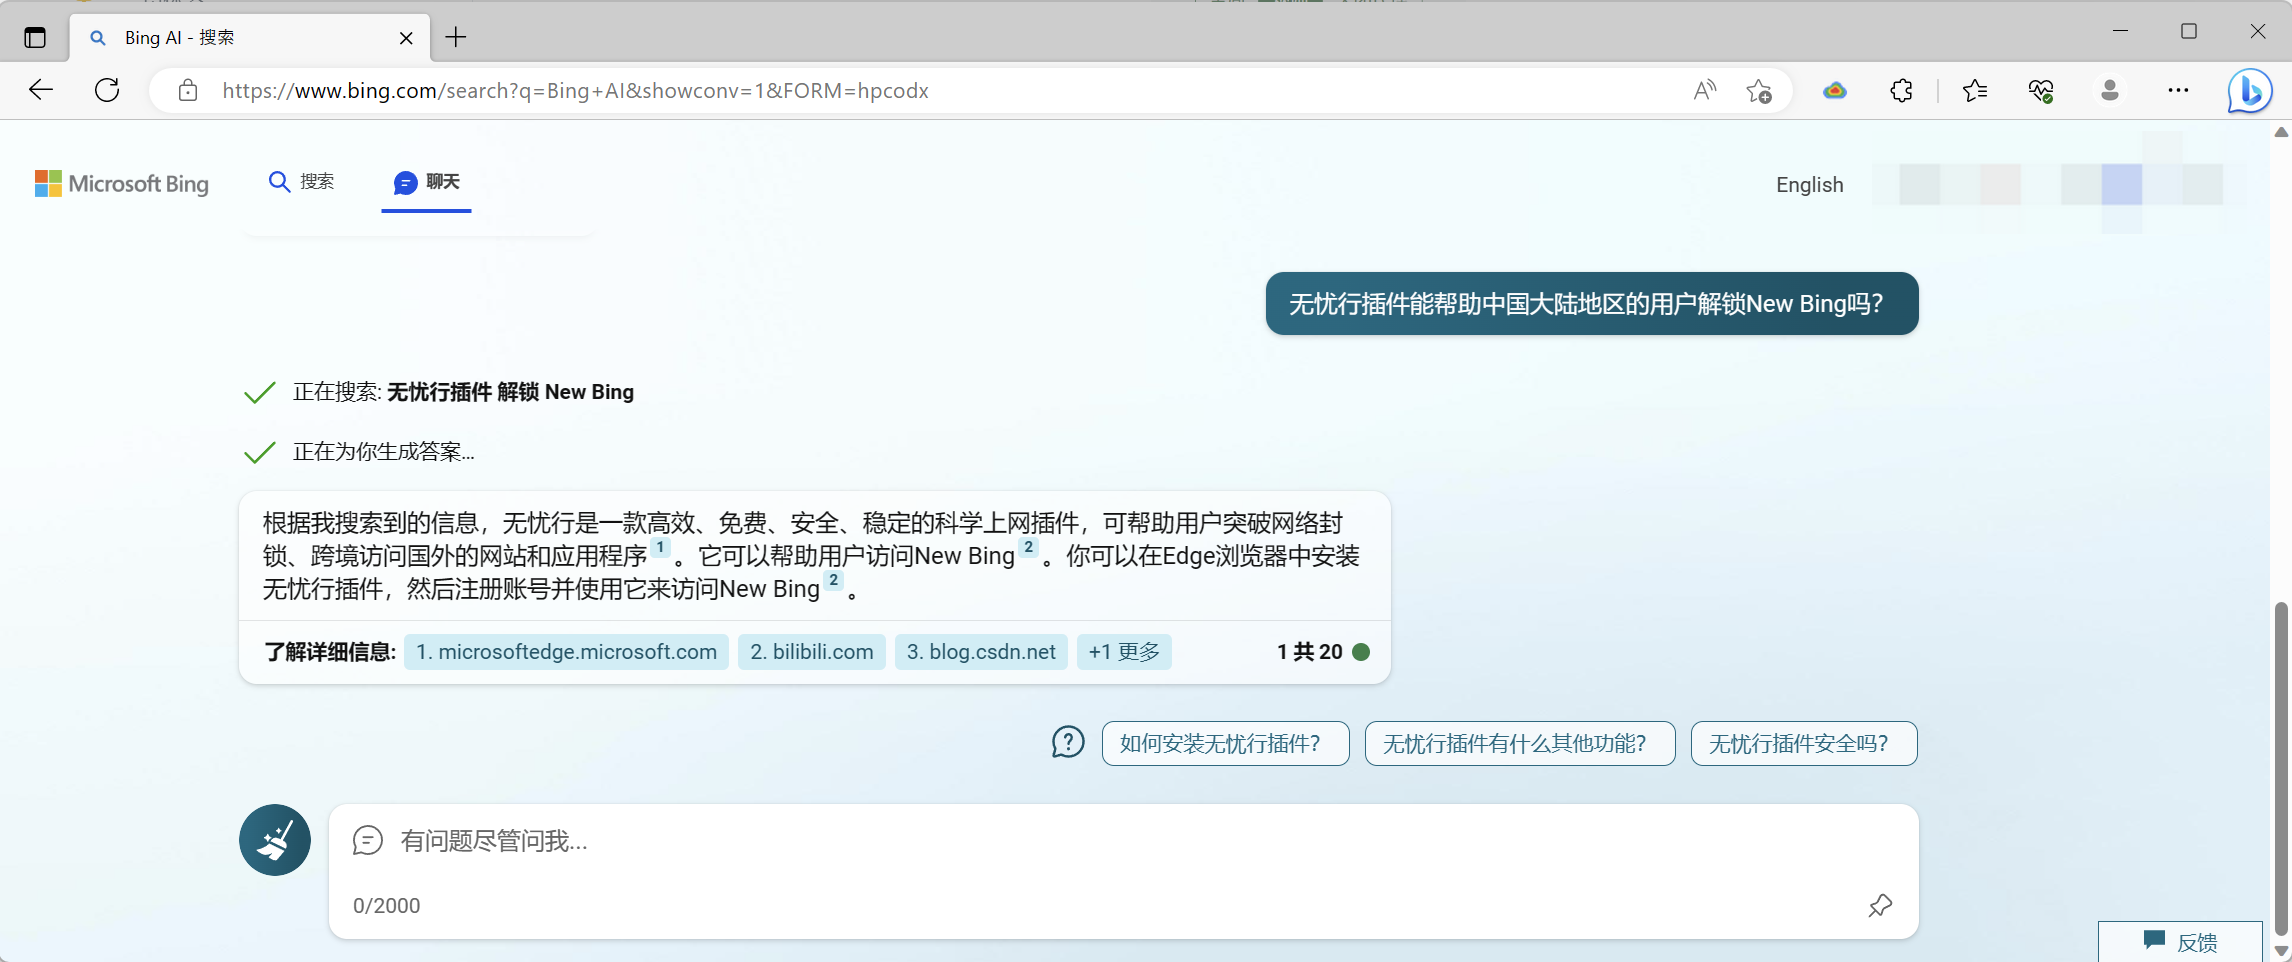 Bing AI - 搜索
https://www.bing.com/search?q=Bing+AI&showconv=1&FORM=hpcodx
Microsoft Bing
搜索
聊天
English
无忧行插件能帮助中国大陆地区的用户解锁New Bing吗？
正在搜索: 无忧行插件 解锁 New Bing
正在为你生成答案...
根据我搜索到的信息，无忧行是一款高效、免费、安全、稳定的科学上网插件，可帮助用户突破网络封
锁、跨境访问国外的网站和应用程序 1 。它可以帮助用户访问New Bing 2 。你可以在Edge浏览器中安装
无忧行插件，然后注册账号并使用它来访问New Bing 2 。
了解详细信息: 1. microsoftedge.microsoft.com 2. bilibili.com 3. blog.csdn.net +1 更多 1 共 20
如何安装无忧行插件？ 无忧行插件有什么其他功能？ 无忧行插件安全吗？
有问题尽管问我...
0/2000
反馈